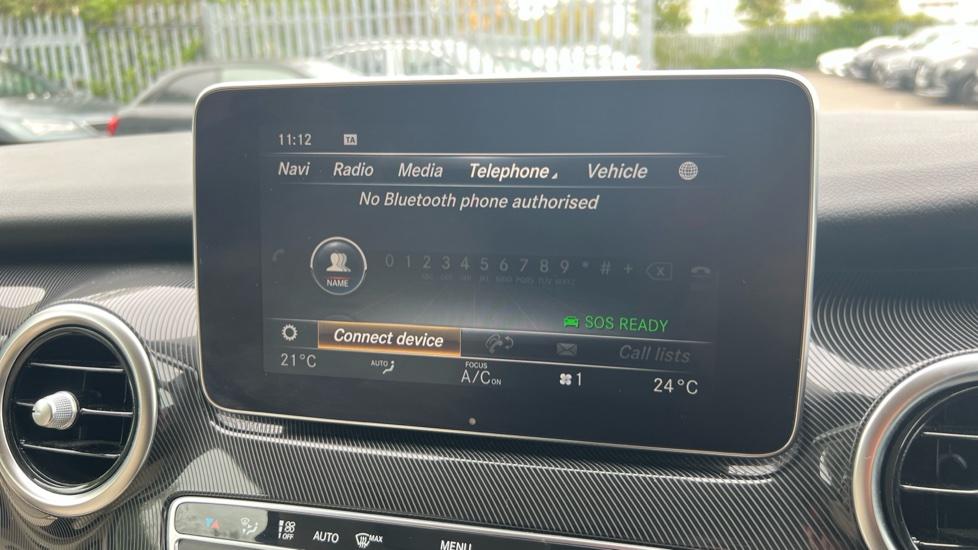 11:12 TA
Navi Radio Media Telephone Vehicle
No Bluetooth phone authorised
0 1 2 3 4 5 6 7 8 9 * # +
NAME
SOS READY
Connect device Call lists
21°C AUTO FOCUS A/C ON 1 24°C
OFF AUTO MAX MENU